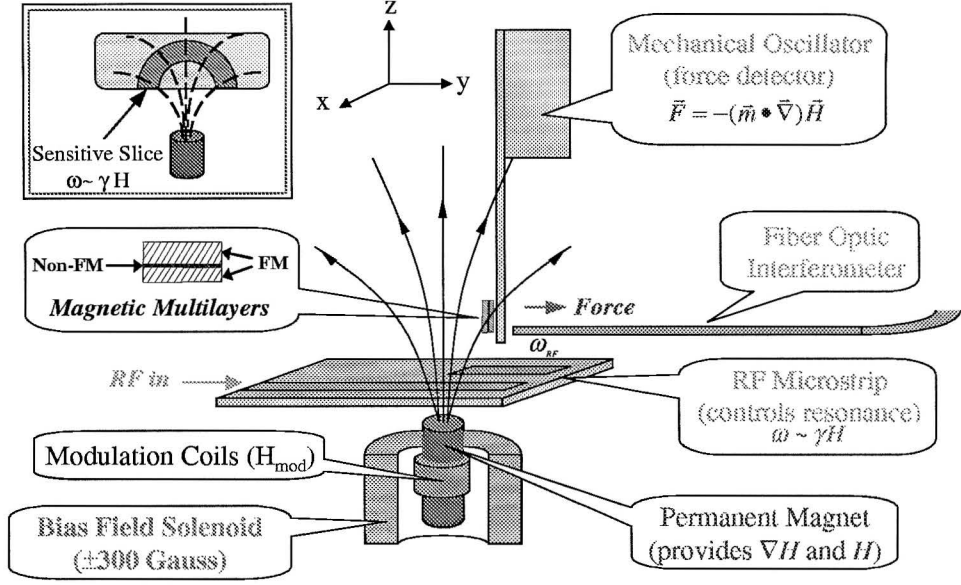 z
y
x
Sensitive Slice
ω~ γ H
Mechanical Oscillator
(force detector)
F⃗ = −(m⃗ • ∇⃗)H⃗
Non-FM
FM
Magnetic Multilayers
Fiber Optic
Interferometer
Force
ω_RF
RF in
RF Microstrip
(controls resonance)
ω ~ γH
Modulation Coils (H_mod)
Bias Field Solenoid
(±300 Gauss)
Permanent Magnet
(provides ∇H and H)